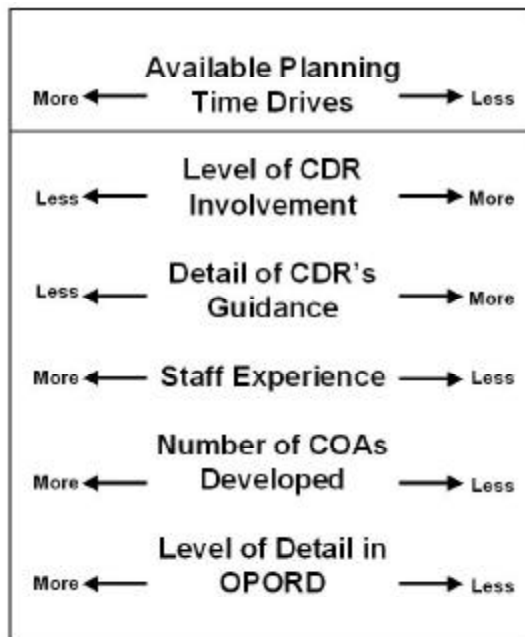 Available Planning
More Time Drives Less
Level of CDR
Less Involvement More
Detail of CDR's
Less Guidance More
More Staff Experience Less
Number of COAs
More Developed Less
Level of Detail in
More OPORD Less